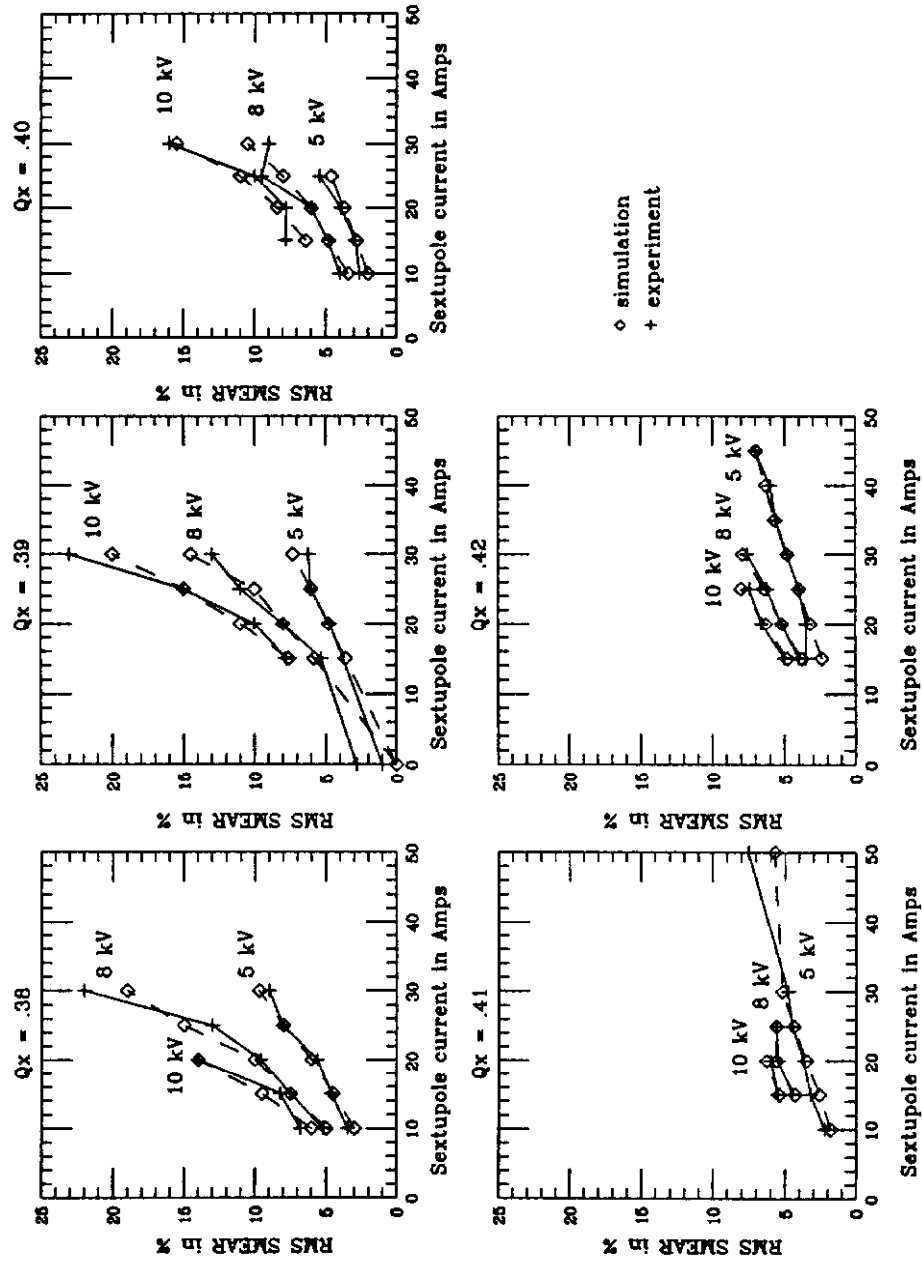 Qx = .38
25
20
15
10
5
0
RMS SMEAR in %
8 kV
10 kV
5 kV
0
10
20
30
40
50
Sextupole current in Amps
Qx = .39
25
20
15
10
5
0
RMS SMEAR in %
10 kV
8 kV
5 kV
0
10
20
30
40
50
Sextupole current in Amps
Qx = .40
25
20
15
10
5
0
RMS SMEAR in %
10 kV
8 kV
5 kV
0
10
20
30
40
50
Sextupole current in Amps
Qx = .41
25
20
15
10
5
0
RMS SMEAR in %
10 kV
8 kV
5 kV
0
10
20
30
40
50
Sextupole current in Amps
Qx = .42
25
20
15
10
5
0
RMS SMEAR in %
10 kV
8 kV
5 kV
0
10
20
30
40
50
Sextupole current in Amps
◇ simulation
+ experiment